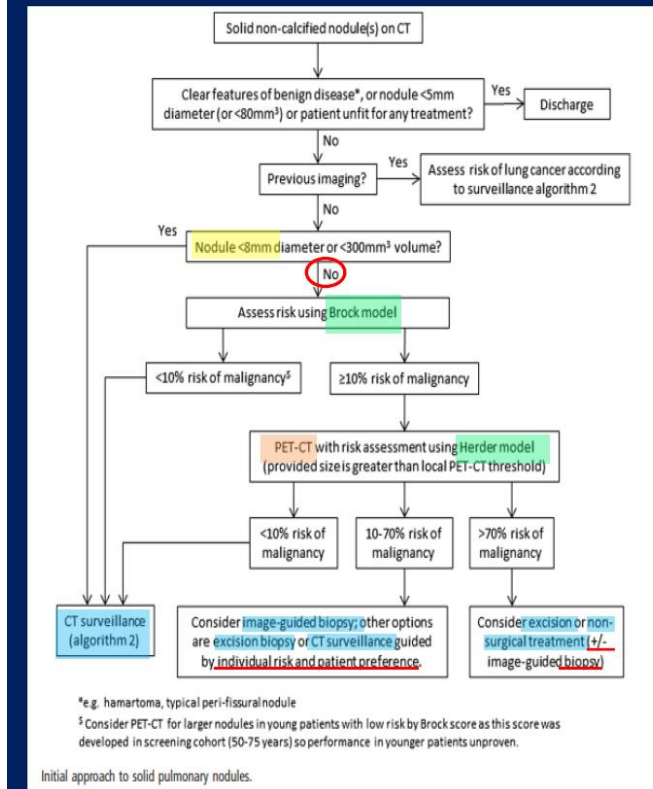 Solid non-calcified nodule(s) on CT
Clear features of benign disease*, or nodule <5mm
diameter (or <80mm³) or patient unfit for any treatment?
Yes
Discharge
No
Previous imaging?
Yes
Assess risk of lung cancer according
to surveillance algorithm 2
No
Yes
Nodule <8mm diameter or <300mm³ volume?
No
Assess risk using Brock model
<10% risk of malignancy$
≥10% risk of malignancy
PET-CT with risk assessment using Herder model
(provided size is greater than local PET-CT threshold)
<10% risk of
malignancy
10-70% risk of
malignancy
>70% risk of
malignancy
CT surveillance
(algorithm 2)
Consider image-guided biopsy; other options
are excision biopsy or CT surveillance guided
by individual risk and patient preference.
Consider excision or non-
surgical treatment (+/-
image-guided biopsy)
*e.g. hamartoma, typical peri-fissural nodule
$ Consider PET-CT for larger nodules in young patients with low risk by Brock score as this score was
developed in screening cohort (50-75 years) so performance in younger patients unproven.
Initial approach to solid pulmonary nodules.